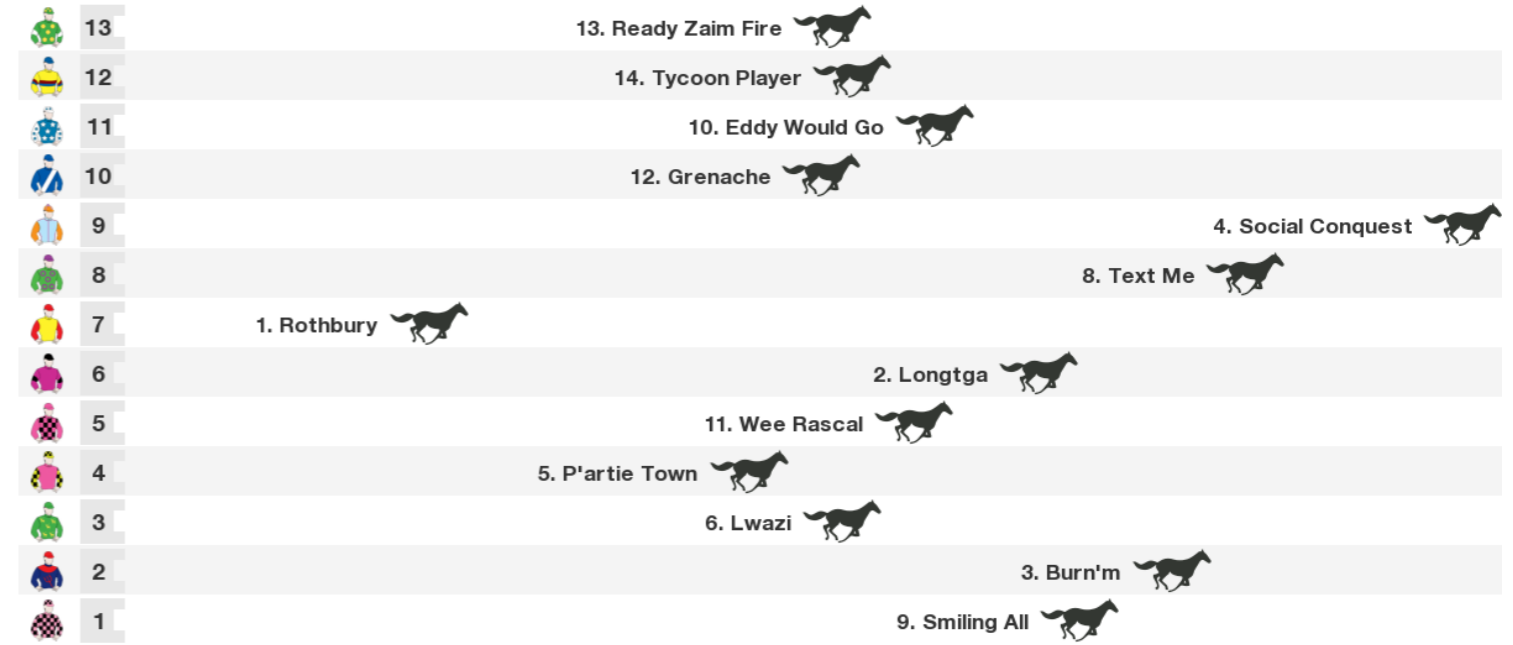 13 13. Ready Zaim Fire
12 14. Tycoon Player
11 10. Eddy Would Go
10 12. Grenache
9 4. Social Conquest
8 8. Text Me
7 1. Rothbury
6 2. Longtga
5 11. Wee Rascal
4 5. P'artie Town
3 6. Lwazi
2 3. Burn'm
1 9. Smiling All